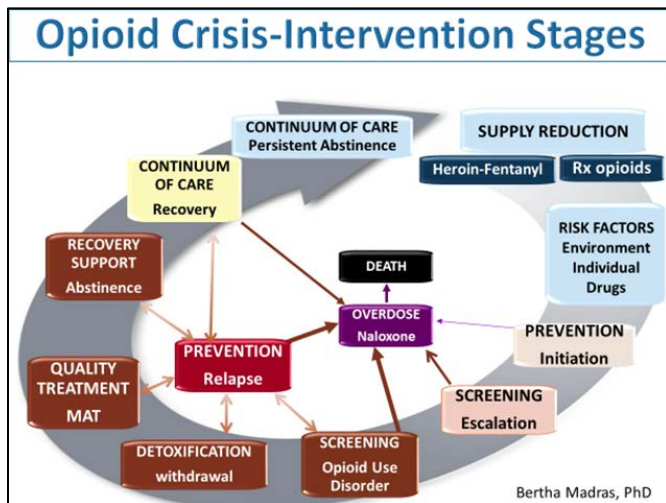 Opioid Crisis-Intervention Stages
CONTINUUM OF CARE
Persistent Abstinence
SUPPLY REDUCTION
Heroin-Fentanyl
Rx opioids
CONTINUUM
OF CARE
Recovery
RISK FACTORS
Environment
Individual
Drugs
RECOVERY
SUPPORT
Abstinence
DEATH
OVERDOSE
Naloxone
PREVENTION
Initiation
PREVENTION
Relapse
QUALITY
TREATMENT
MAT
SCREENING
Escalation
DETOXIFICATION
withdrawal
SCREENING
Opioid Use
Disorder
Bertha Madras, PhD